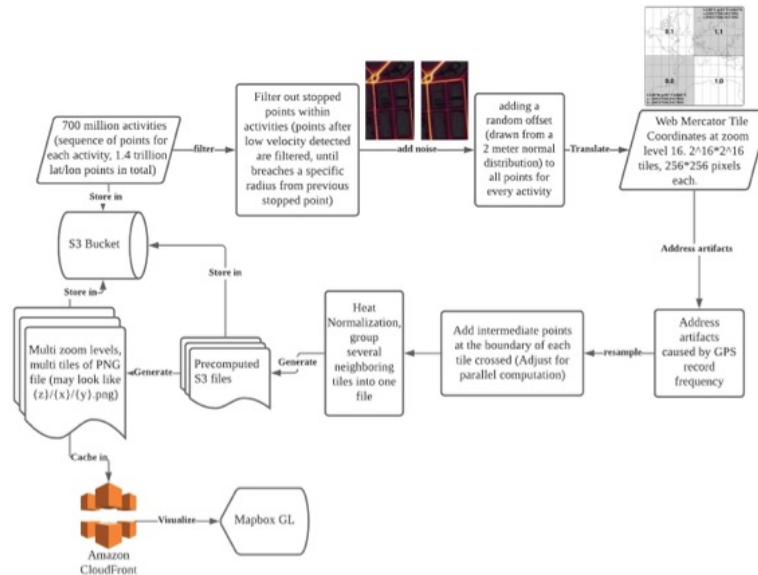 700 million activities
(sequence of points for
each activity, 1.4 trillion
lat/lon points in total)
filter
Filter out stopped
points within
activities (points after
low velocity detected
are filtered, until
breaches a specific
radius from previous
stopped point)
add noise
adding a
random offset
(drawn from a
2 meter normal
distribution) to
all points for
every activity
Translate
0.1
1.1
0.0
1.0
Web Mercator Tile
Coordinates at zoom
level 16. 2^16*2^16
tiles, 256*256 pixels
each.
Address artifacts
Address
artifacts
caused by GPS
record
frequency
resample
Add intermediate points
at the boundary of each
tile crossed (Adjust for
parallel computation)
Heat
Normalization,
group
several
neighboring
tiles into one
file
Generate
Precomputed
S3 files
Store in
Generate
Multi zoom levels,
multi tiles of PNG
file (may look like
{z}/{x}/{y}.png)
Store in
S3 Bucket
Store in
Cache in
Amazon
CloudFront
Visualize
Mapbox GL